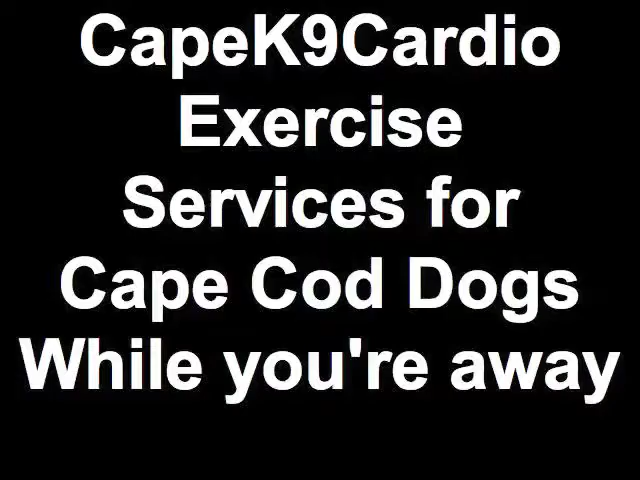 CapeK9Cardio
Exercise
Services for
Cape Cod Dogs
While you're away